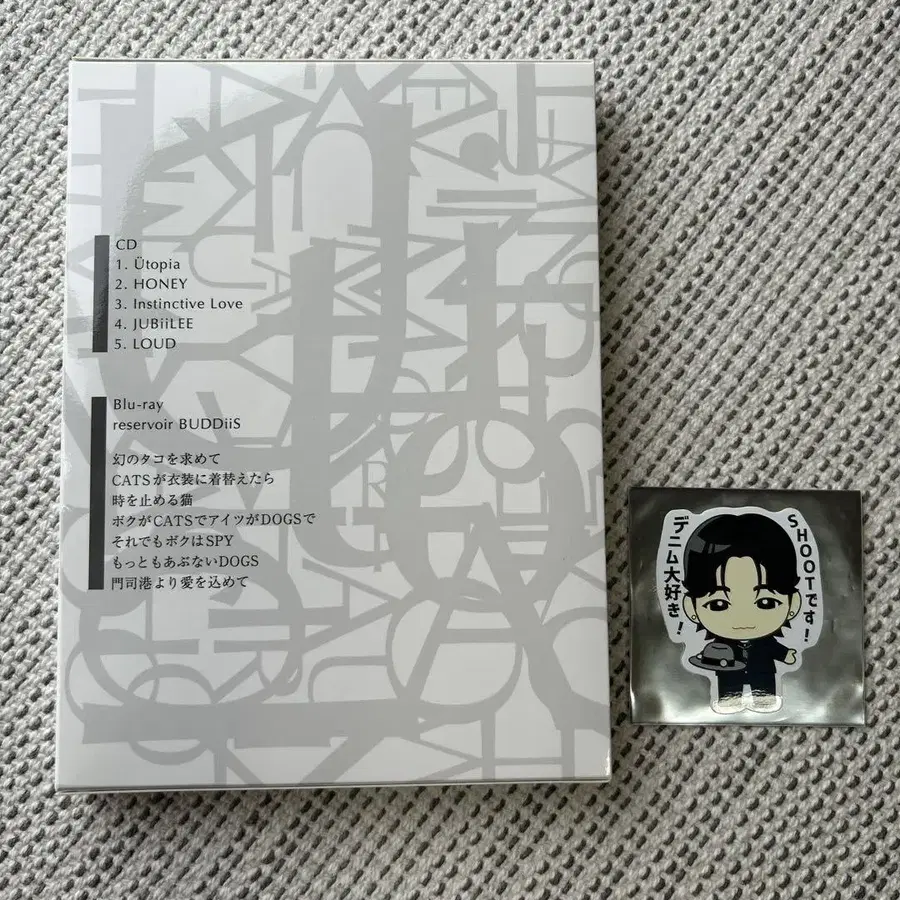 CD
1. Ütopia
2. HONEY
3. Instinctive Love
4. JUBiiLEE
5. LOUD
Blu-ray
reservoir BUDDiiS
幻のタコを求めて
CATSが衣装に着替えたら
時を止める猫
ボクがCATSでアイツがDOGSで
それでもボクはSPY
もっともあぶないDOGS
門司港より愛を込めて
SHOOTです!
デニム大好き!